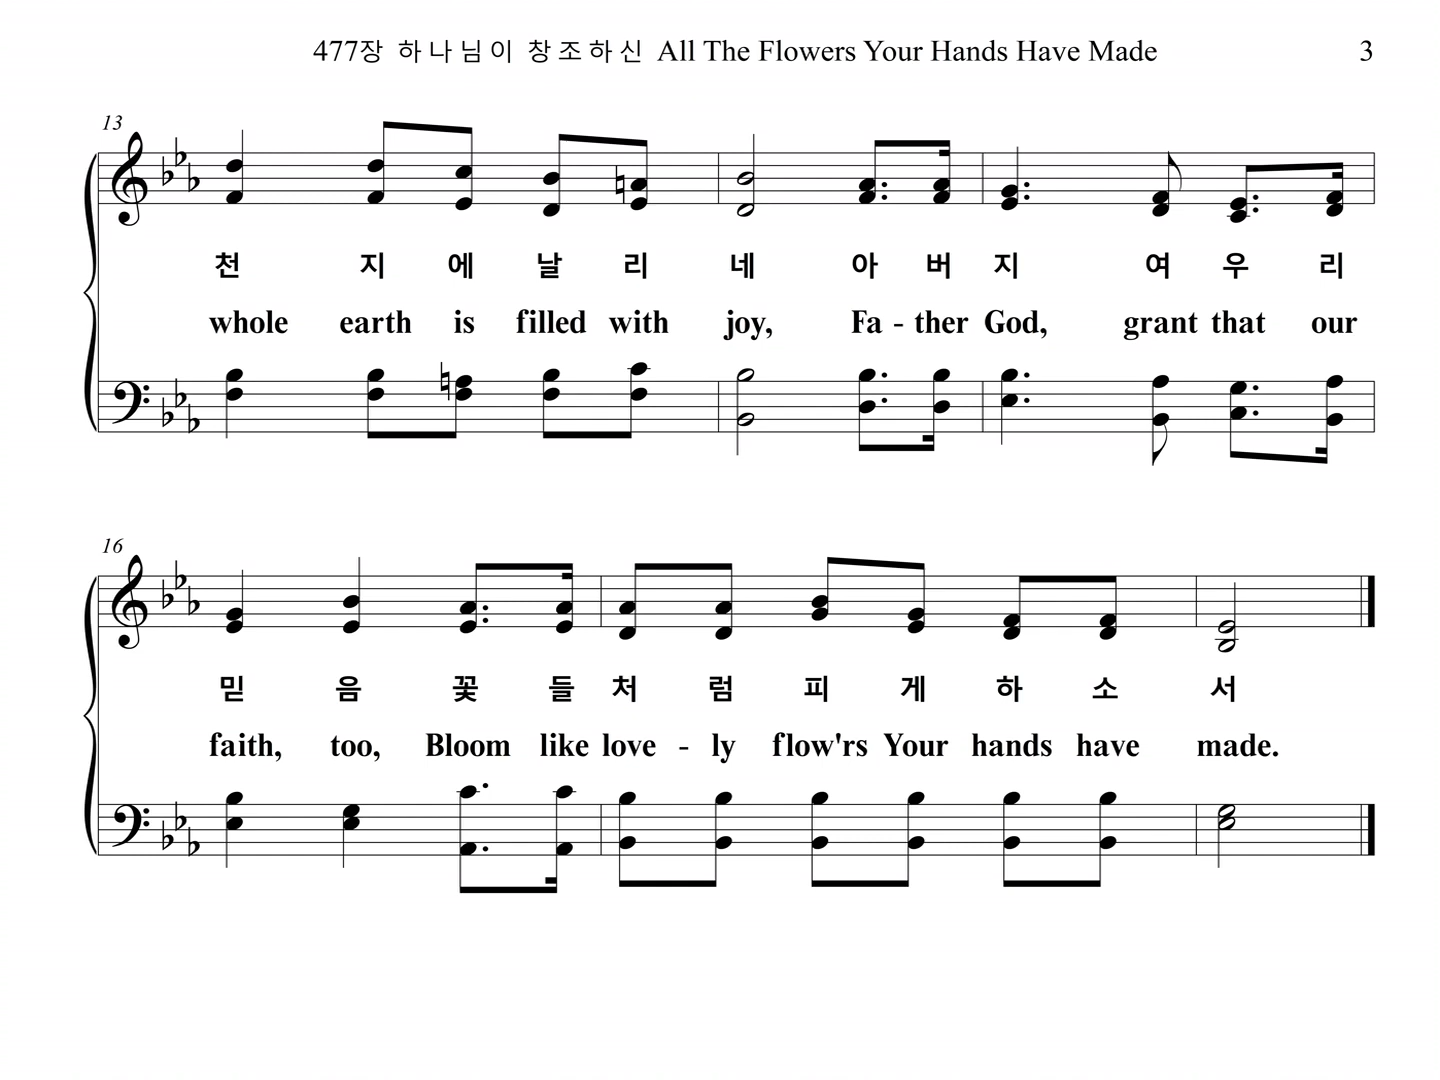 477장 하나님이 창조하신 All The Flowers Your Hands Have Made 3
13
천 지 에 날 리 네 아 버 지 여 우 리
whole earth is filled with joy, Fa - ther God, grant that our
16
믿 음 꽃 들 처 럼 피 게 하 소 서
faith, too, Bloom like love - ly flow'rs Your hands have made.